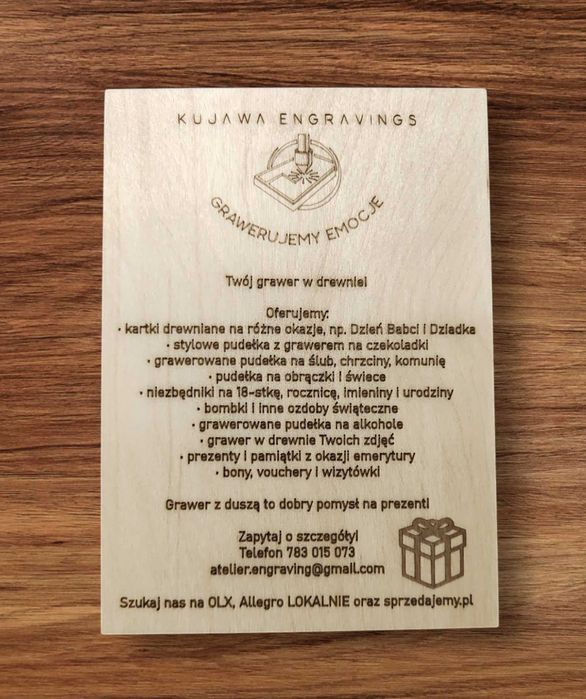 KUJAWA ENGRAVINGS
GRAWERUJEMY EMOCJE
Twój grawer w drewnie!
Oferujemy:
• kartki drewniane na różne okazje, np. Dzień Babci i Dziadka
• stylowe pudełka z grawerem na czekoladki
• grawerowane pudełka na ślub, chrzciny, komunię
• pudełka na obrączki i świece
• niezbędniki na 18-stkę, rocznicę, imieniny i urodziny
• bombki i inne ozdoby świąteczne
• grawerowane pudełka na alkohole
• grawer w drewnie Twoich zdjęć
• prezenty i pamiątki z okazji emerytury
• bony, vouchery i wizytówki
Grawer z duszą to dobry pomysł na prezent!
Zapytaj o szczegóły!
Telefon 783 015 073
atelier.engraving@gmail.com
Szukaj nas na OLX, Allegro LOKALNIE oraz sprzedajemy.pl